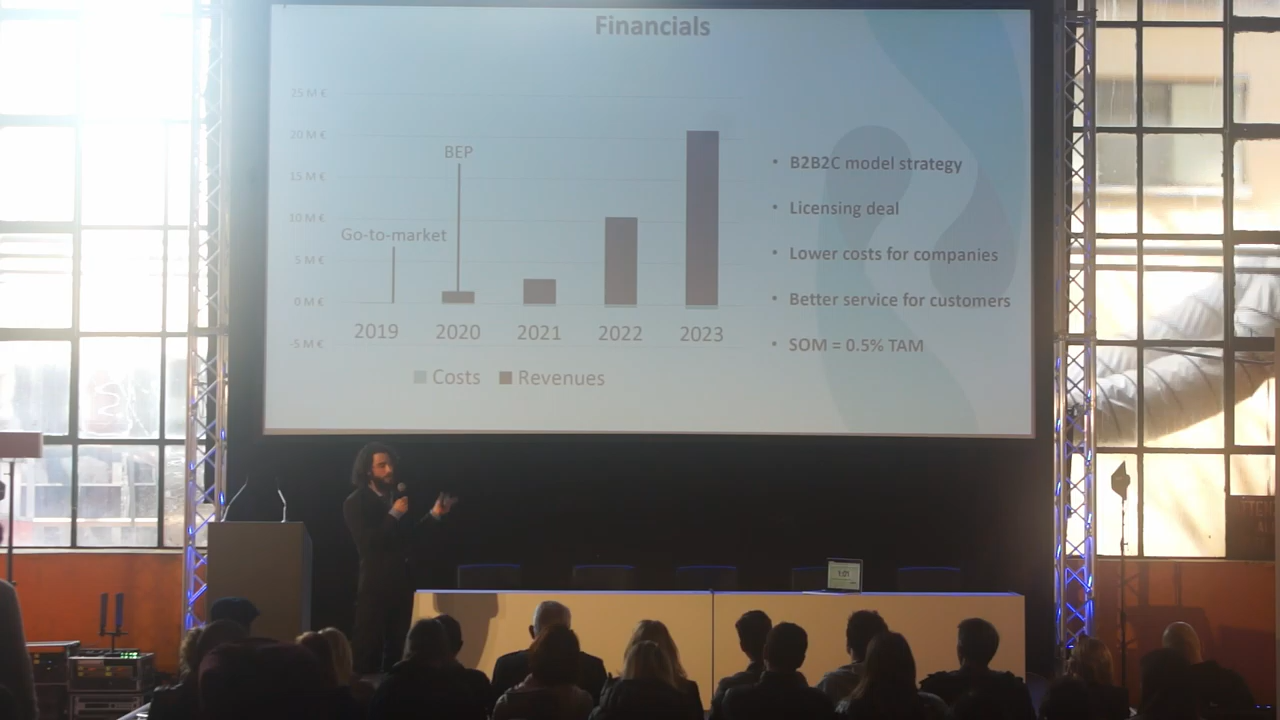 Financials
25 M €
20 M €
BEP
15 M €
B2B2C model strategy
10 M €
Licensing deal
Go-to-market
5 M €
Lower costs for companies
0 M €
Better service for customers
2019 2020 2021 2022 2023
-5 M €
SOM = 0.5% TAM
Costs Revenues